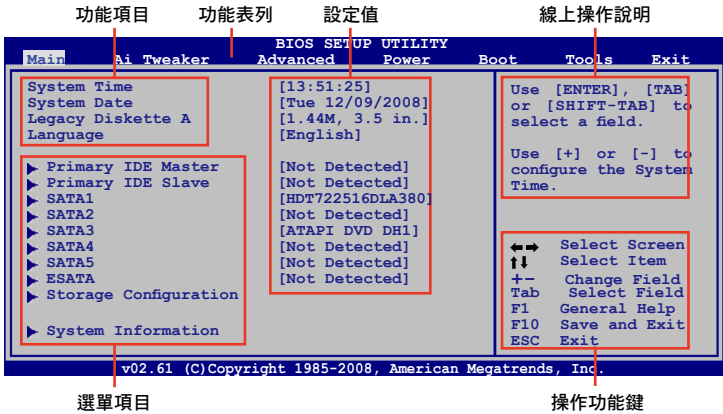 功能項目 功能表列 設定值 線上操作說明
BIOS SETUP UTILITY
Main Ai Tweaker Advanced Power Boot Tools Exit
System Time [13:51:25]
System Date [Tue 12/09/2008]
Legacy Diskette A [1.44M, 3.5 in.]
Language [English]
Primary IDE Master [Not Detected]
Primary IDE Slave [Not Detected]
SATA1 [HDT722516DLA380]
SATA2 [Not Detected]
SATA3 [ATAPI DVD DH1]
SATA4 [Not Detected]
SATA5 [Not Detected]
ESATA [Not Detected]
Storage Configuration
System Information
Use [ENTER], [TAB]
or [SHIFT-TAB] to
select a field.
Use [+] or [-] to
configure the System
Time.
←→ Select Screen
↑↓ Select Item
+- Change Field
Tab Select Field
F1 General Help
F10 Save and Exit
ESC Exit
v02.61 (C)Copyright 1985-2008, American Megatrends, Inc.
選單項目 操作功能鍵